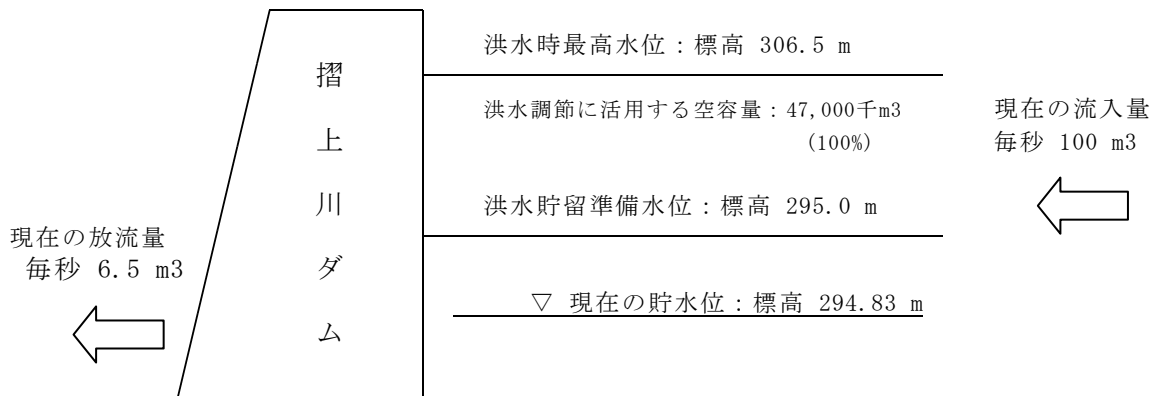 洪水時最高水位：標高 306.5 m
洪水調節に活用する空容量：47,000千m3
(100%)
洪水貯留準備水位：標高 295.0 m
▽ 現在の貯水位：標高 294.83 m
摺上川ダム
現在の流入量
毎秒 100 m3
現在の放流量
毎秒 6.5 m3